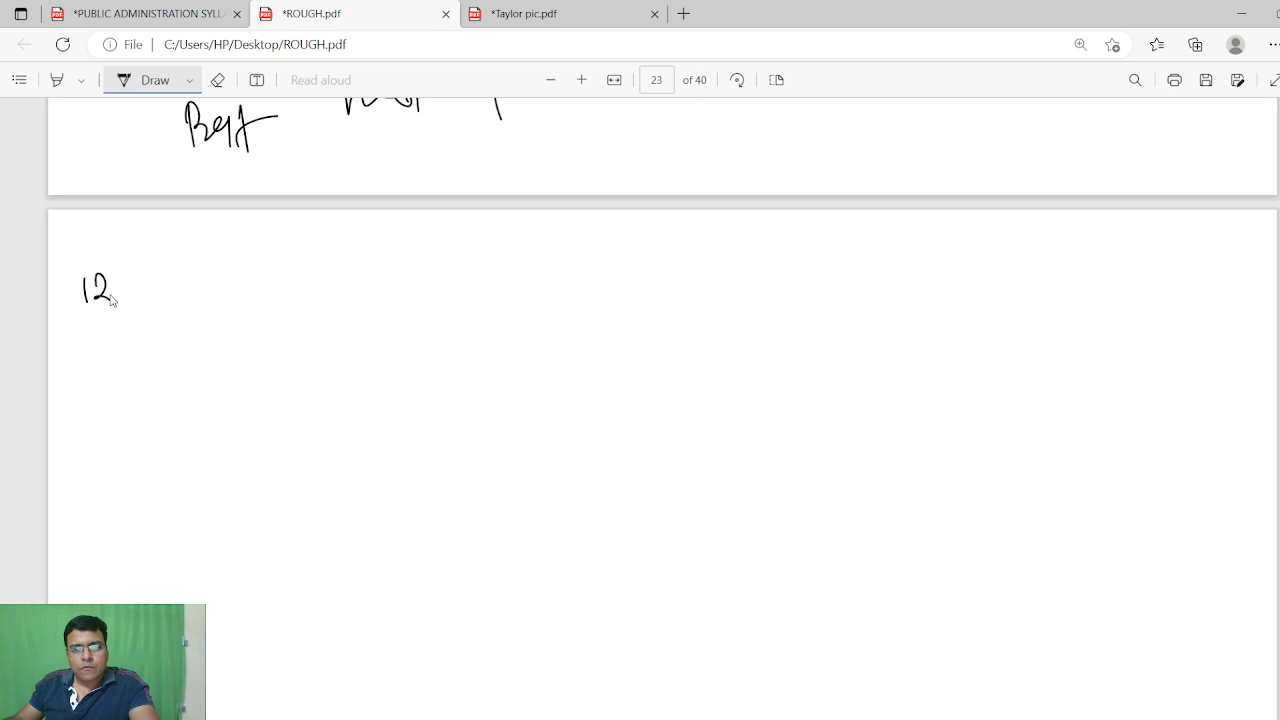 *PUBLIC ADMINISTRATION SYLL
*ROUGH.pdf
*Taylor pic.pdf
File
C:/Users/HP/Desktop/ROUGH.pdf
Draw
Read aloud
23
of 40
12